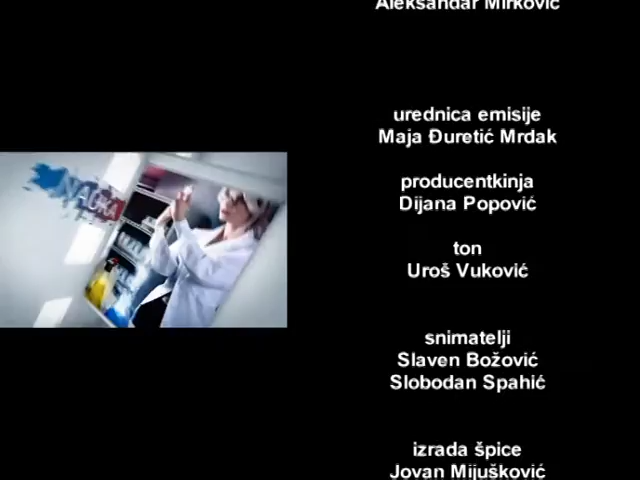 Aleksandar Mirković
urednica emisije
Maja Đuretić Mrdak
producentkinja
Dijana Popović
ton
Uroš Vuković
snimatelji
Slaven Božović
Slobodan Spahić
izrada špice
Jovan Mijušković
NAUKA